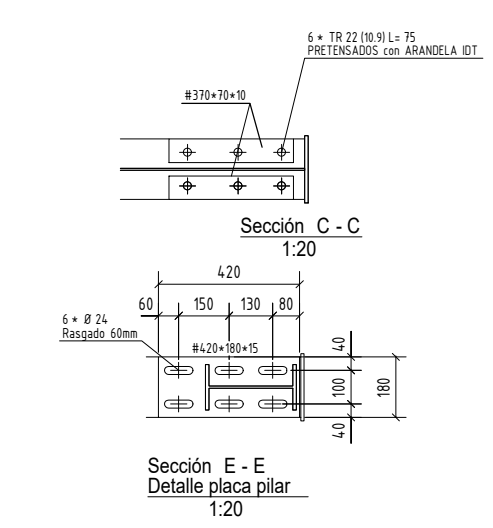 6 * TR 22 (10.9) L= 75
PRETENSADOS con ARANDELA IDT
#370*70*10
Sección C - C
1:20
420
60 150 130 80
6 * Ø 24
Rasgado 60mm
#420*180*15
40
100
180
40
Sección E - E
Detalle placa pilar
1:20